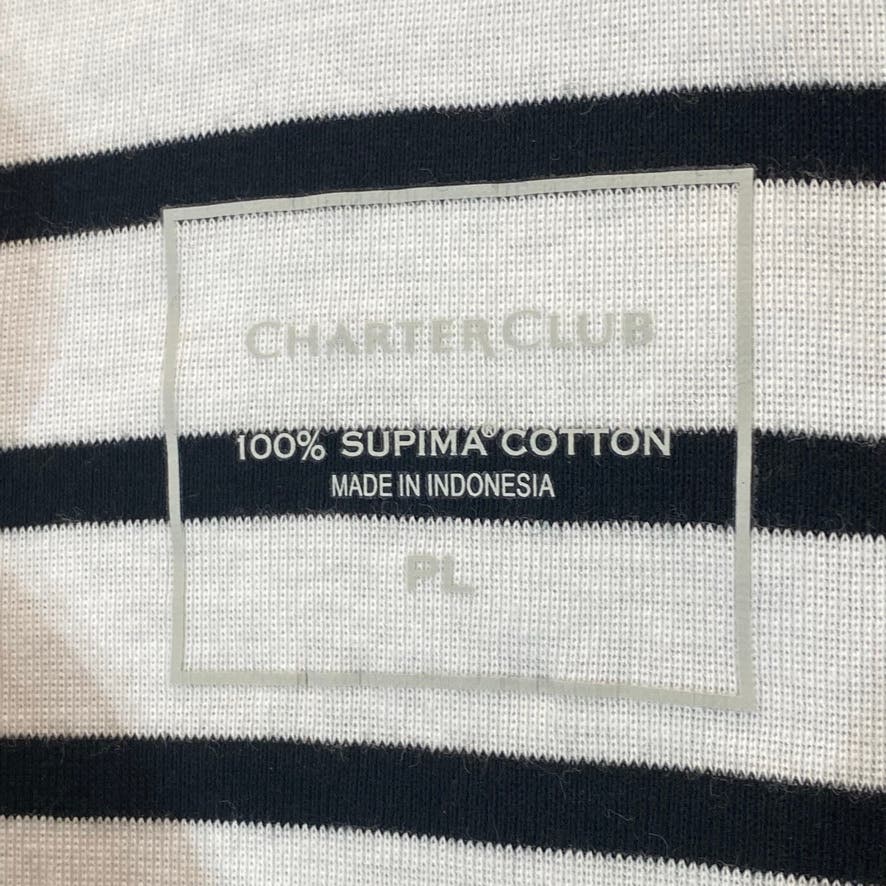 CHARTER CLUB
100% SUPIMA® COTTON
MADE IN INDONESIA
PL